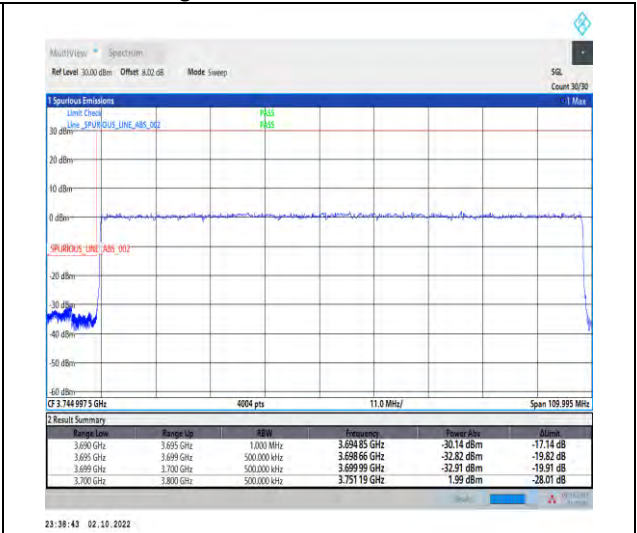 MultiView Spectrum
Ref Level 30.00 dBm Offset 8.02 dB Mode Sweep SGL
Count 30/30
1 Spurious Emissions 1 Max
Limit Check PASS
Line _SPURIOUS_LINE_ABS_002 PASS
30 dBm
20 dBm
10 dBm
0 dBm
_SPURIOUS_LINE_ABS_002
-20 dBm
-30 dBm
-40 dBm
-50 dBm
-60 dBm
CF 3.744 997 5 GHz 4004 pts 11.0 MHz/ Span 109.995 MHz
2 Result Summary
Range Low Range Up RBW Frequency Power Abs ΔLimit
3.690 GHz 3.695 GHz 1.000 MHz 3.694 85 GHz -30.14 dBm -17.14 dB
3.695 GHz 3.699 GHz 500.000 kHz 3.698 66 GHz -32.82 dBm -19.82 dB
3.699 GHz 3.700 GHz 500.000 kHz 3.699 99 GHz -32.91 dBm -19.91 dB
3.700 GHz 3.800 GHz 500.000 kHz 3.751 19 GHz 1.99 dBm -28.01 dB
23:38:43 02.10.2022